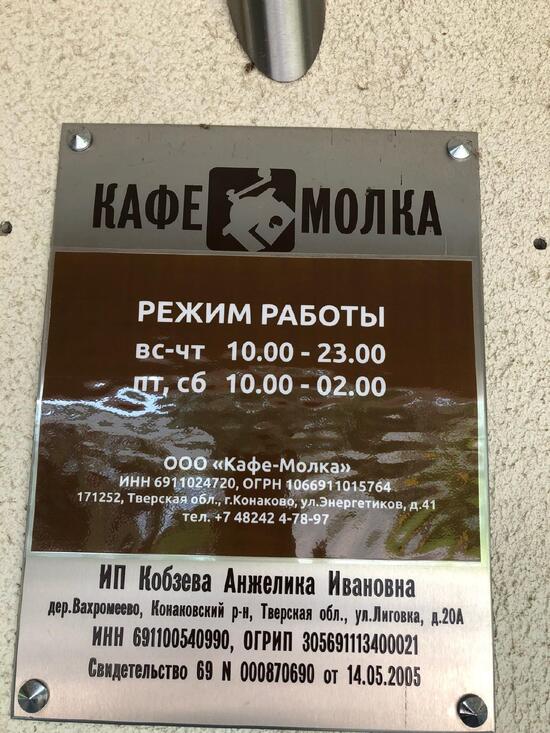 КАФЕ МОЛКА
РЕЖИМ РАБОТЫ
вс-чт 10.00 - 23.00
пт, сб 10.00 - 02.00
ООО «Кафе-Молка»
ИНН 6911024720, ОГРН 1066911015764
171252, Тверская обл., г.Конаково, ул.Энергетиков, д.41
тел. +7 48242 4-78-97
ИП Кобзева Анжелика Ивановна
дер.Вахромеево, Конаковский р-н, Тверская обл., ул.Лиговка, д.20А
ИНН 691100540990, ОГРИП 305691113400021
Свидетельство 69 N 000870690 от 14.05.2005